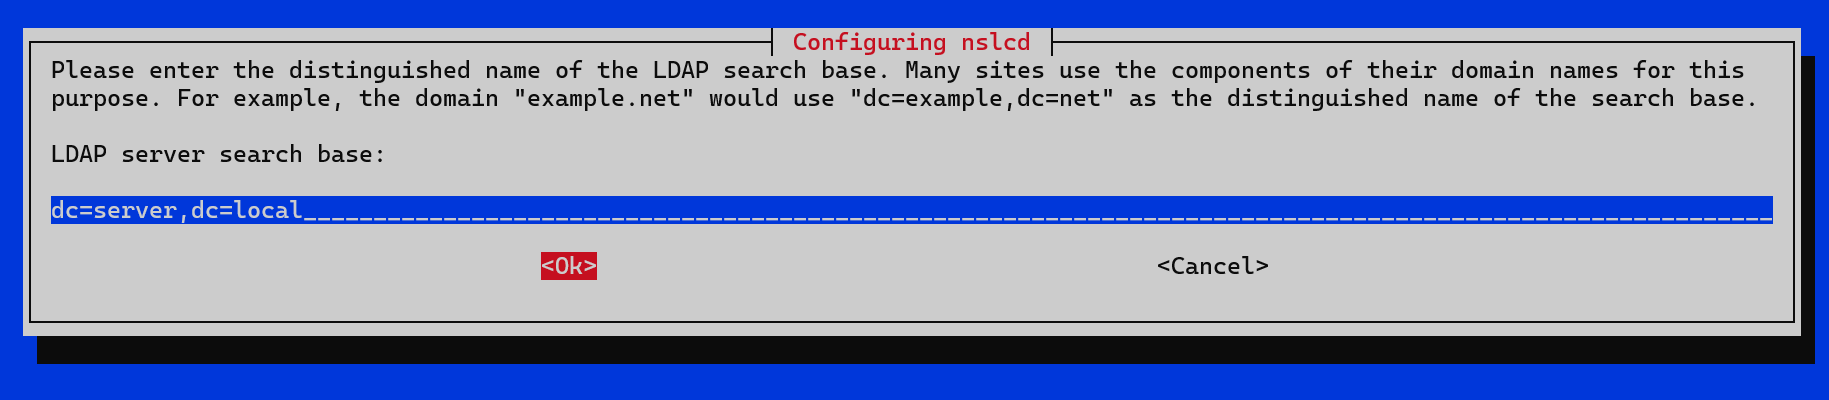 Configuring nslcd
Please enter the distinguished name of the LDAP search base. Many sites use the components of their domain names for this
purpose. For example, the domain "example.net" would use "dc=example,dc=net" as the distinguished name of the search base.
LDAP server search base:
dc=server,dc=local_________________________________________________________________________________________________________
<Ok> <Cancel>